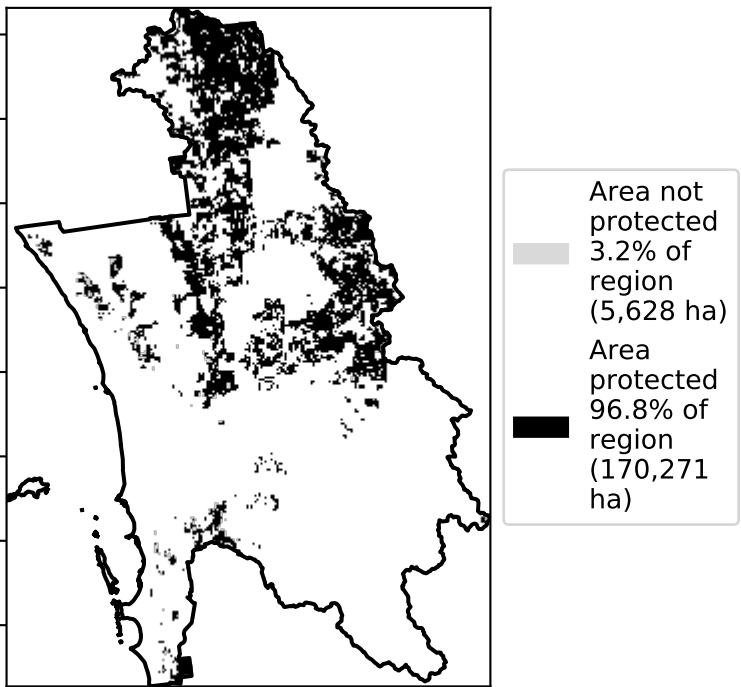 Area not
protected
3.2% of
region
(5,628 ha)
Area
protected
96.8% of
region
(170,271
ha)